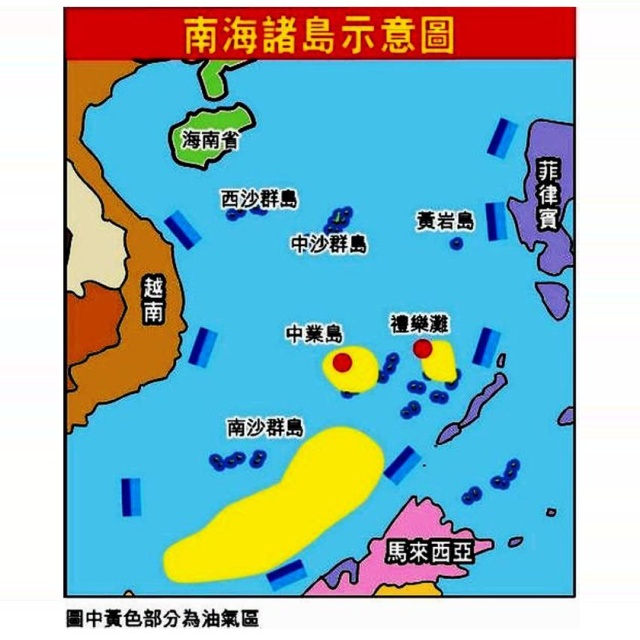 南海諸島示意圖
海南省
西沙群島
中沙群島
黃岩島
菲律賓
越南
中業島
禮樂灘
南沙群島
馬來西亞
圖中黃色部分為油氣區